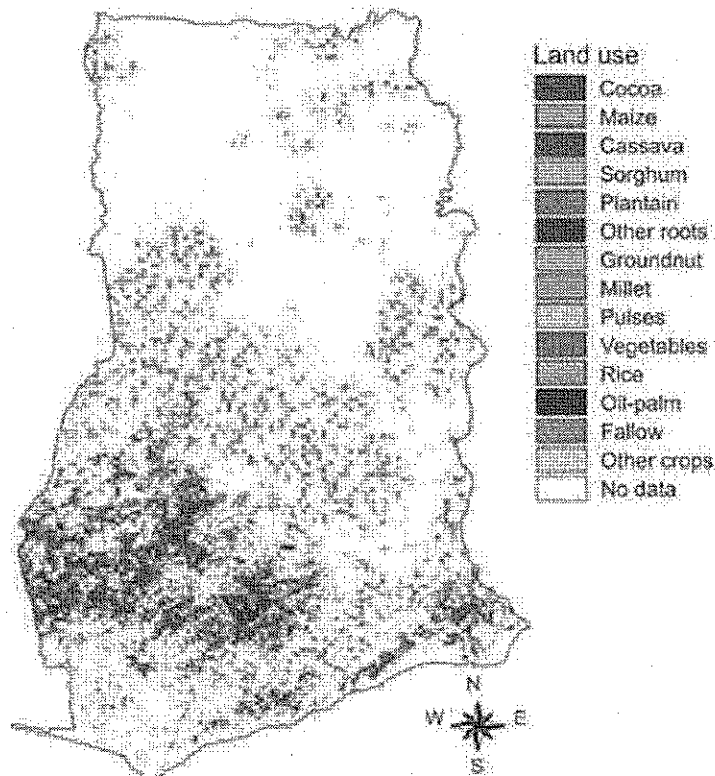 Land use
Cocoa
Maize
Cassava
Sorghum
Plantain
Other roots
Groundnut
Millet
Pulses
Vegetables
Rice
Oil-palm
Fallow
Other crops
No data
N
W E
S